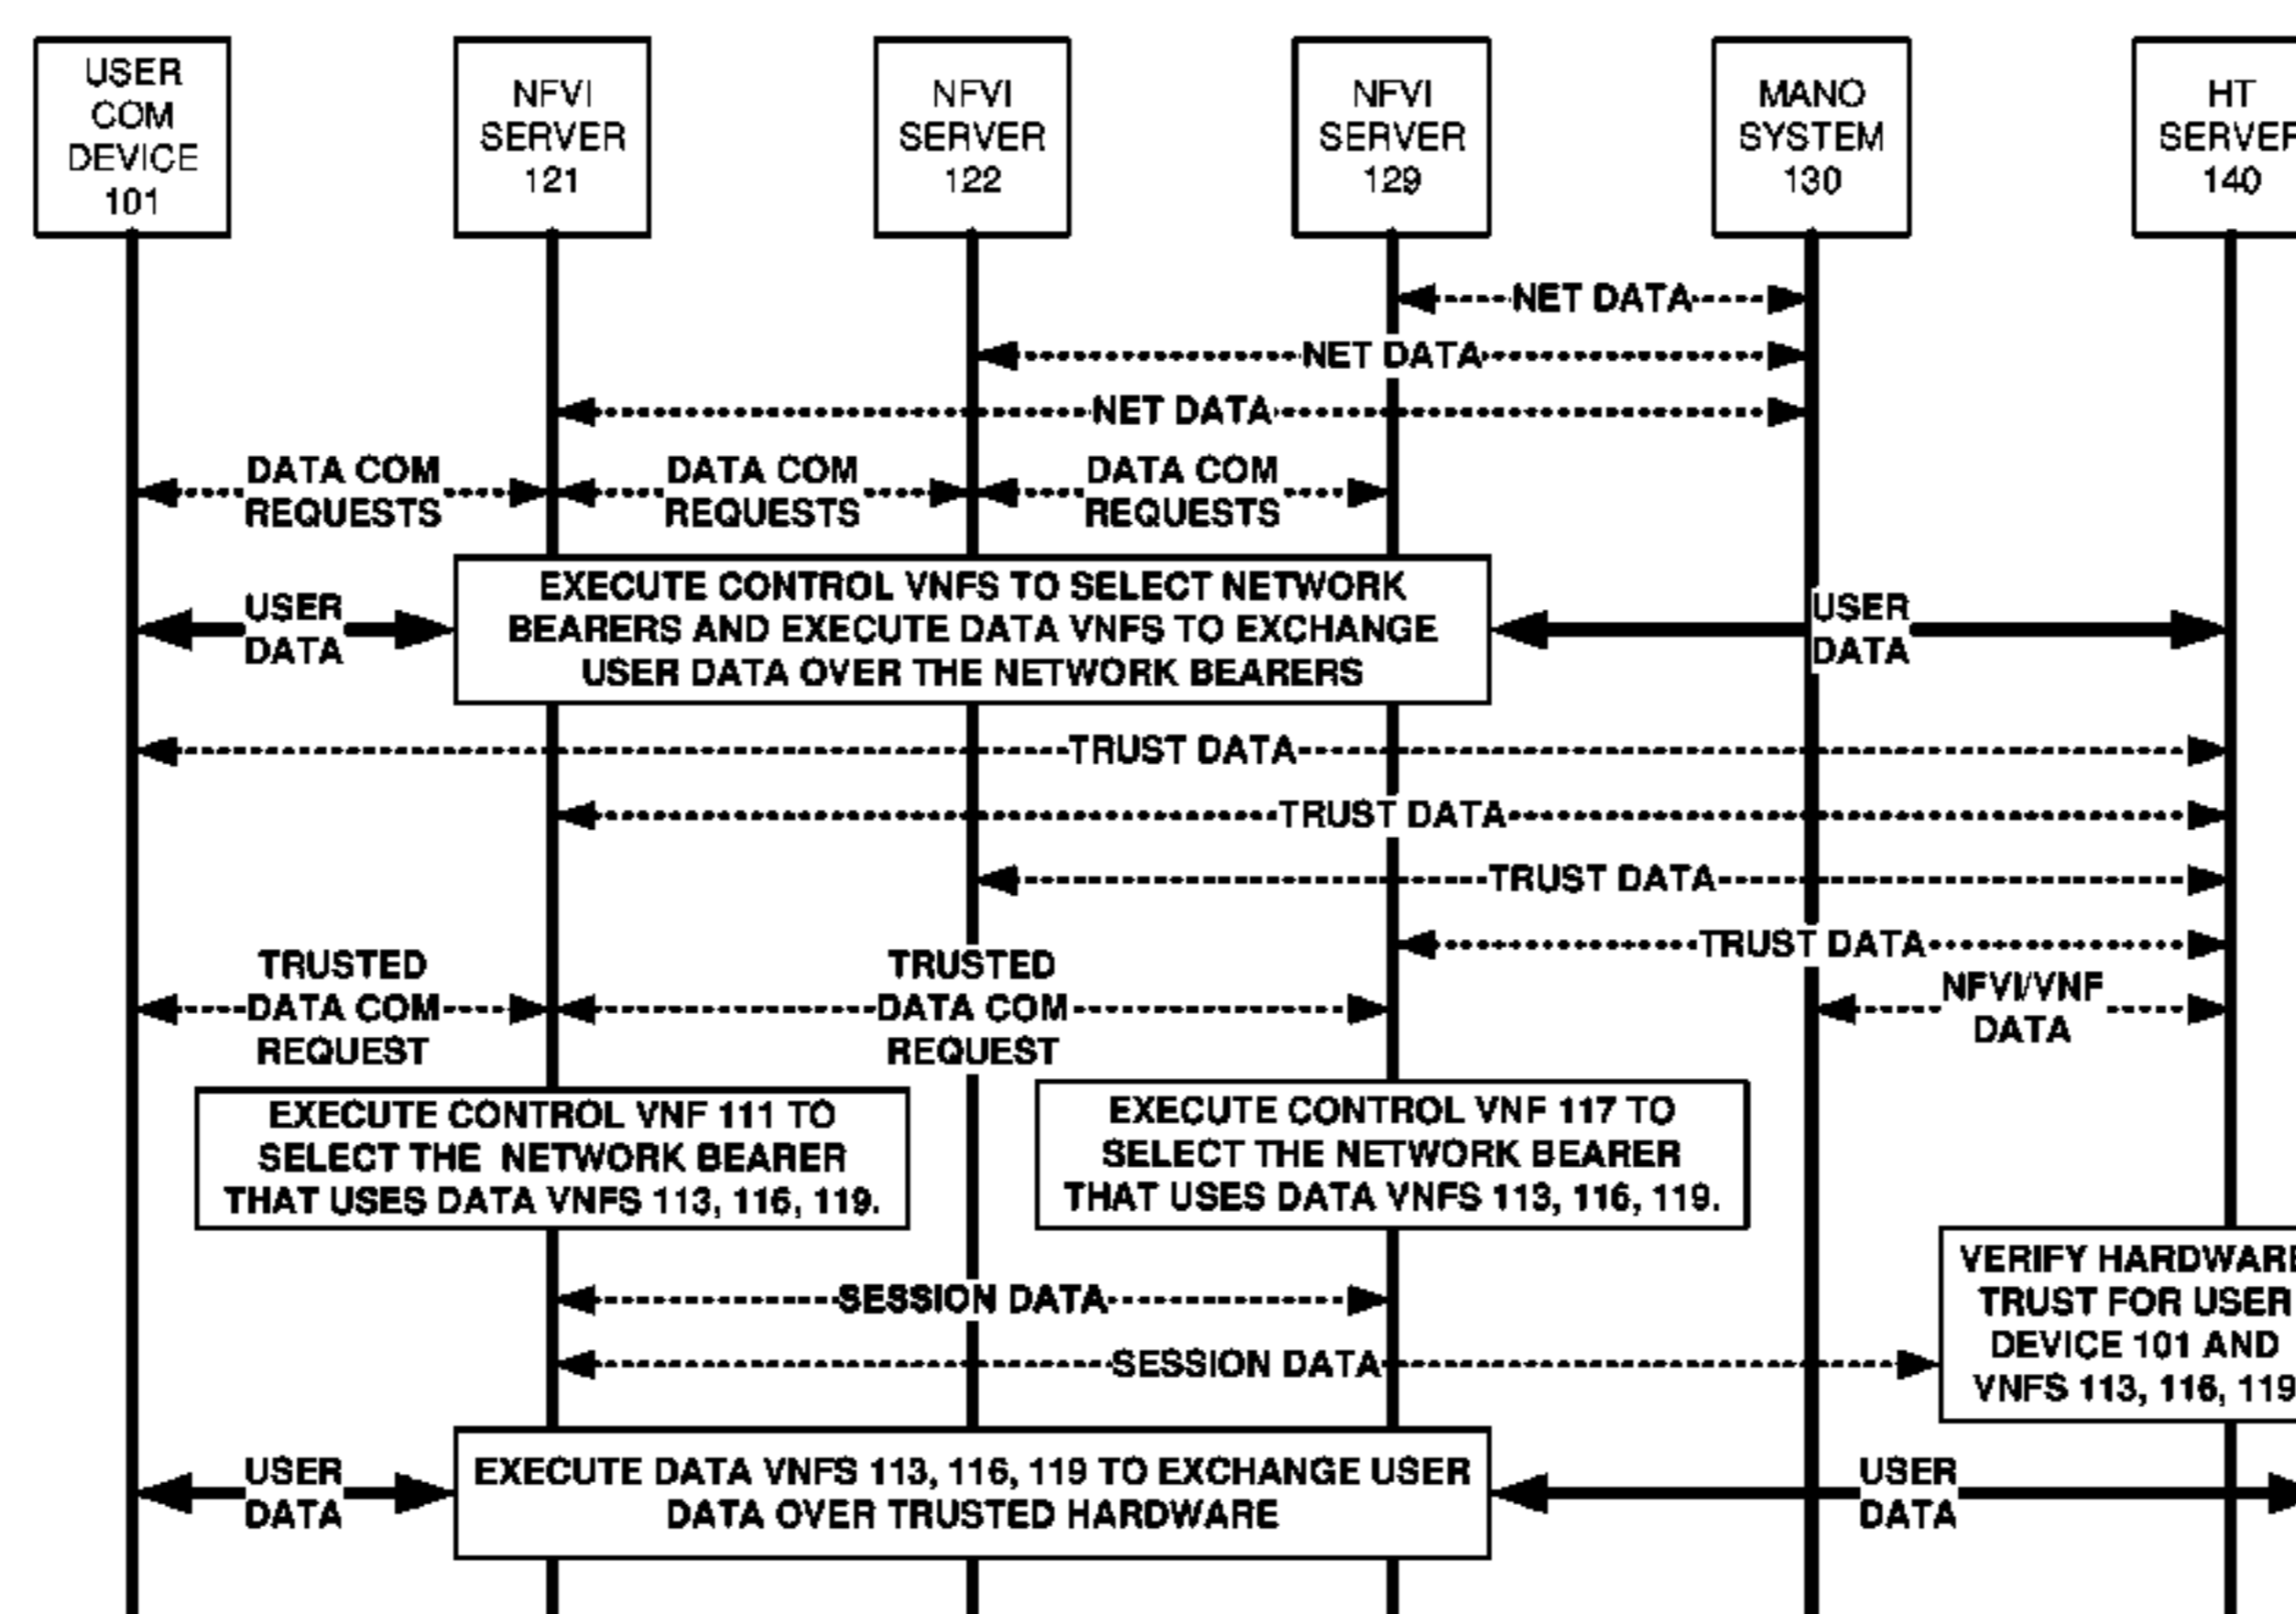 USER
COM
DEVICE
101
NFVI
SERVER
121
NFVI
SERVER
122
NFVI
SERVER
129
MANO
SYSTEM
130
HT
SERVER
140
NET DATA
NET DATA
NET DATA
DATA COM
REQUESTS
DATA COM
REQUESTS
DATA COM
REQUESTS
USER
DATA
EXECUTE CONTROL VNFS TO SELECT NETWORK
BEARERS AND EXECUTE DATA VNFS TO EXCHANGE
USER DATA OVER THE NETWORK BEARERS
USER
DATA
TRUST DATA
TRUST DATA
TRUST DATA
TRUST DATA
TRUSTED
DATA COM
REQUEST
TRUSTED
DATA COM
REQUEST
NFVI/VNF
DATA
EXECUTE CONTROL VNF 111 TO
SELECT THE NETWORK BEARER
THAT USES DATA VNFS 113, 116, 119.
EXECUTE CONTROL VNF 117 TO
SELECT THE NETWORK BEARER
THAT USES DATA VNFS 113, 116, 119.
VERIFY HARDWARE
TRUST FOR USER
DEVICE 101 AND
VNFS 113, 116, 119
SESSION DATA
SESSION DATA
USER
DATA
EXECUTE DATA VNFS 113, 116, 119 TO EXCHANGE USER
DATA OVER TRUSTED HARDWARE
USER
DATA